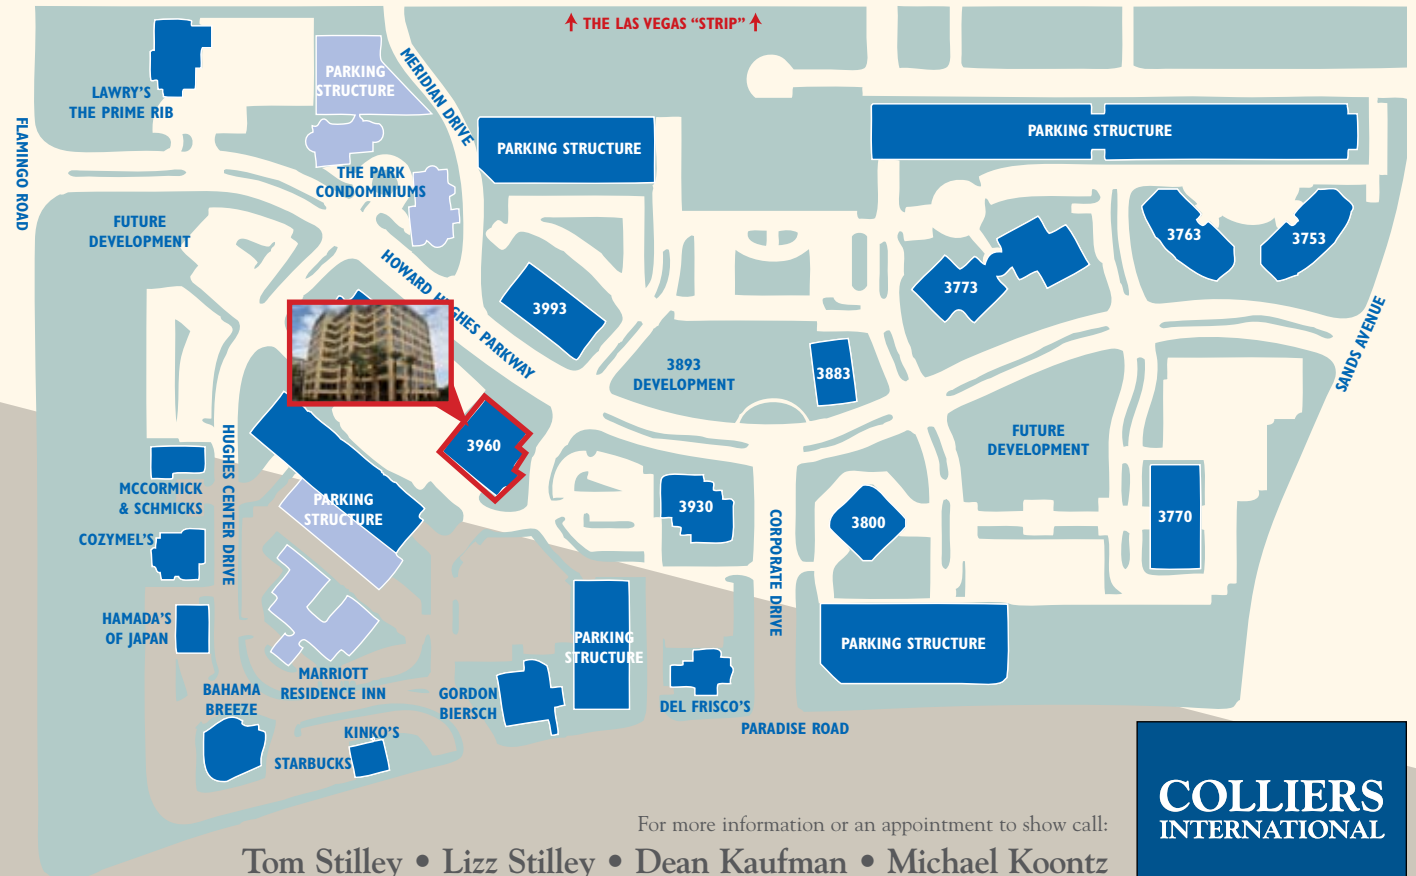 THE LAS VEGAS “STRIP”
LAWRY’S
THE PRIME RIB
PARKING
STRUCTURE
MERIDIAN DRIVE
FLAMINGO ROAD
PARKING STRUCTURE
PARKING STRUCTURE
THE PARK
CONDOMINIUMS
FUTURE
DEVELOPMENT
HOWARD HUGHES PARKWAY
3993
3773
3763
3753
3893
DEVELOPMENT
3883
SANDS AVENUE
3960
FUTURE
DEVELOPMENT
HUGHES CENTER DRIVE
MCCORMICK
& SCHMICKS
PARKING
STRUCTURE
COZYMEL’S
3930
CORPORATE DRIVE
3800
3770
HAMADA’S
OF JAPAN
PARKING
STRUCTURE
PARKING STRUCTURE
MARRIOTT
RESIDENCE INN
BAHAMA
BREEZE
GORDON
BIERSCH
DEL FRISCO’S
PARADISE ROAD
KINKO’S
STARBUCKS
COLLIERS
INTERNATIONAL
For more information or an appointment to show call:
Tom Stilley • Lizz Stilley • Dean Kaufman • Michael Koontz